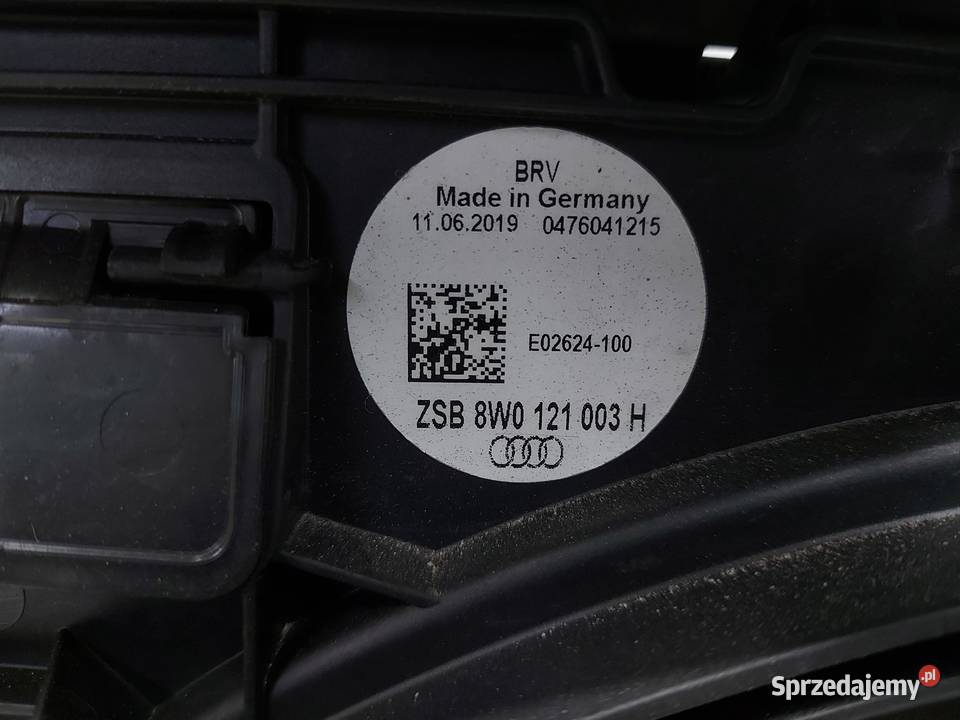 BRV
Made in Germany
11.06.2019 0476041215
E02624-100
ZSB 8W0 121 003 H
Sprzedajemy.pl